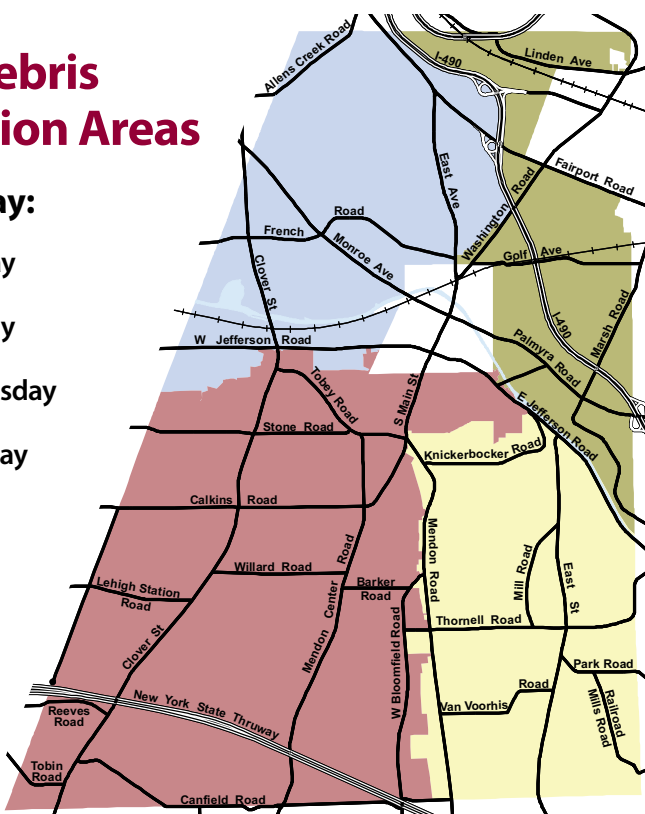 ebris
ion Areas
ay:
ay
y
sday
ay
Allens Creek Road
I-490
Linden Ave
East Ave
Washington Road
Fairport Road
French Road
Monroe Ave
Golf Ave
Clover St
I-490
Marsh Road
W Jefferson Road
Palmyra Road
Tobey Road
S Main St
E Jefferson Road
Stone Road
Knickerbocker Road
Calkins Road
Mendon Road
Willard Road
Mill Road
East St
Lehigh Station
Road
Barker
Road
Mendon Center Road
W Bloomfield Road
Thornell Road
Clover St
Park Road
Reeves
Road
New York State Thruway
Van Voorhis Road
Railroad
Mills Road
Tobin
Road
Canfield Road